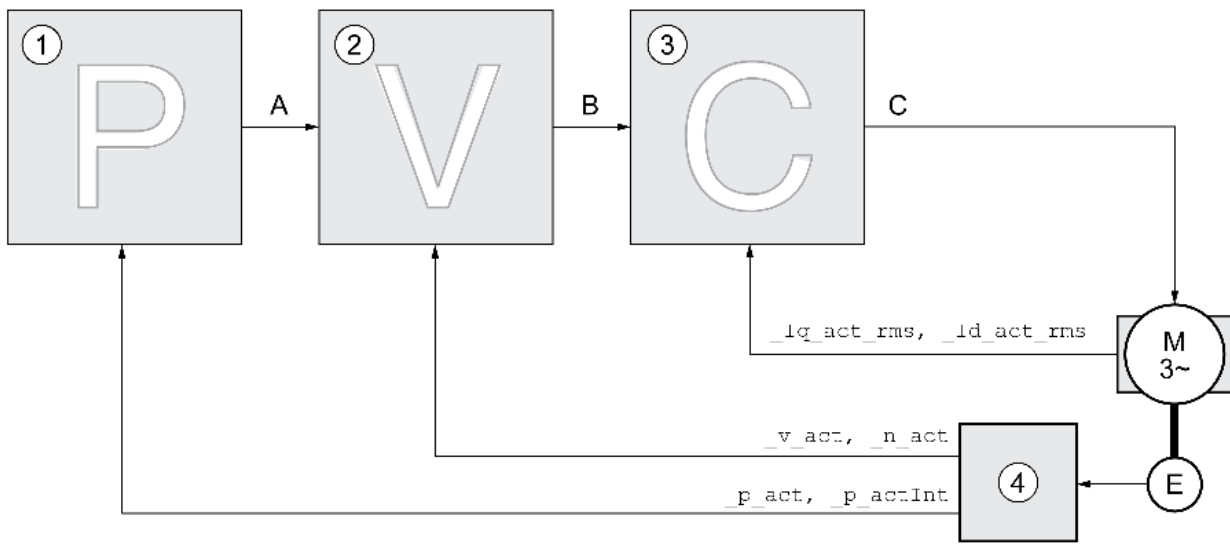 1
P
A
2
V
B
3
C
C
_Iq_act_rms, _Id_act_rms
M
3~
_v_act, _n_act
_p_act, _p_actInt
4
E